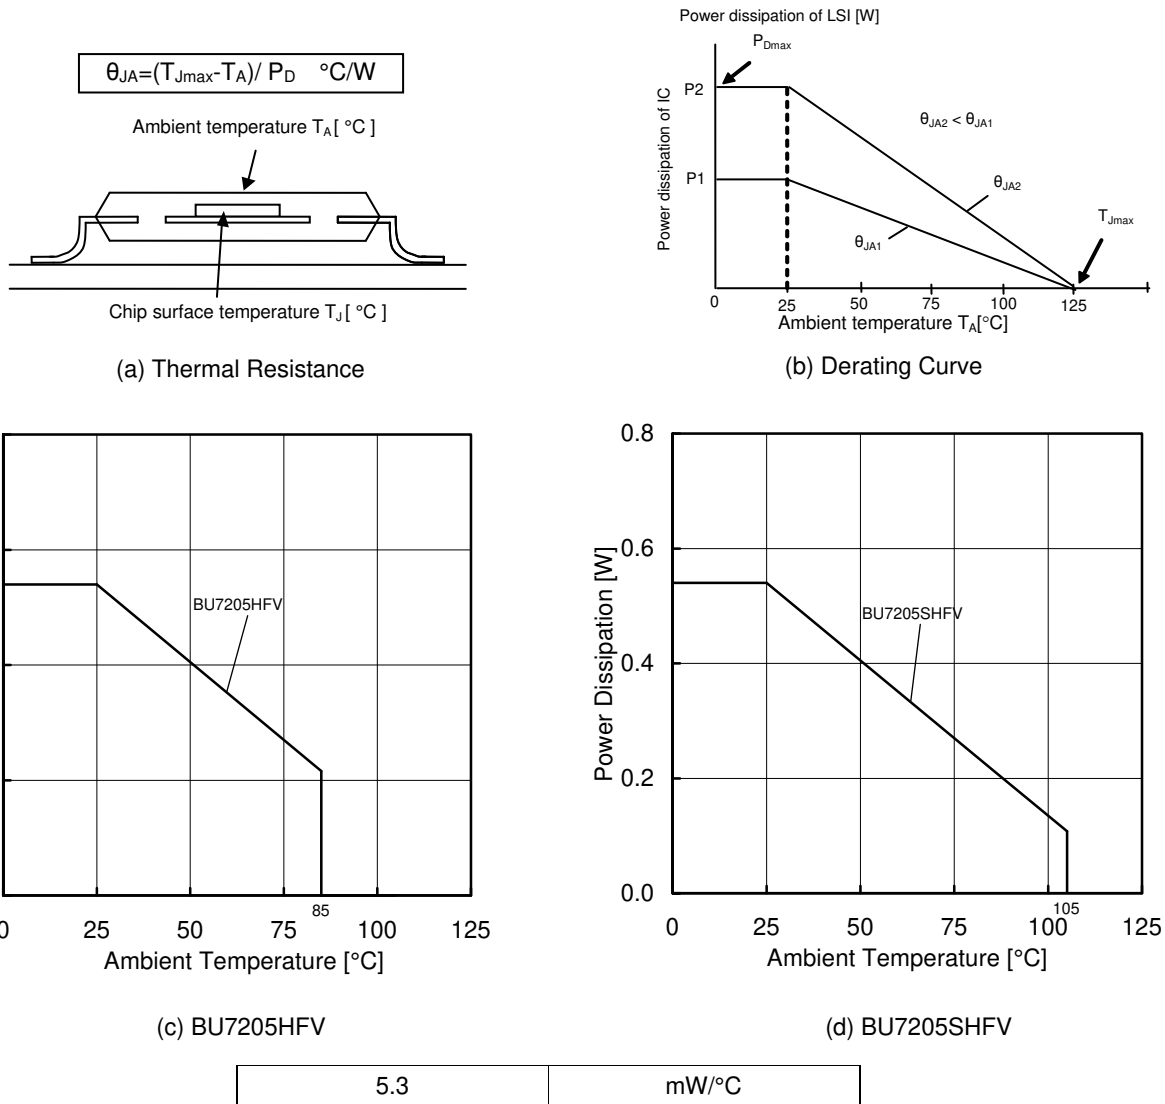 θJA=(TJmax-TA)/ PD °C/W
Ambient temperature TA[ °C ]
Chip surface temperature TJ[ °C ]
(a) Thermal Resistance
Power dissipation of LSI [W]
PDmax
P2
P1
Power dissipation of IC
θJA2 < θJA1
θJA2
θJA1
TJmax
0 25 50 75 100 125
Ambient temperature TA[°C]
(b) Derating Curve
BU7205HFV
85
0 25 50 75 100 125
Ambient Temperature [°C]
(c) BU7205HFV
0.8
0.6
0.4
0.2
0.0
Power Dissipation [W]
BU7205SHFV
105
0 25 50 75 100 125
Ambient Temperature [°C]
(d) BU7205SHFV
5.3 mW/°C